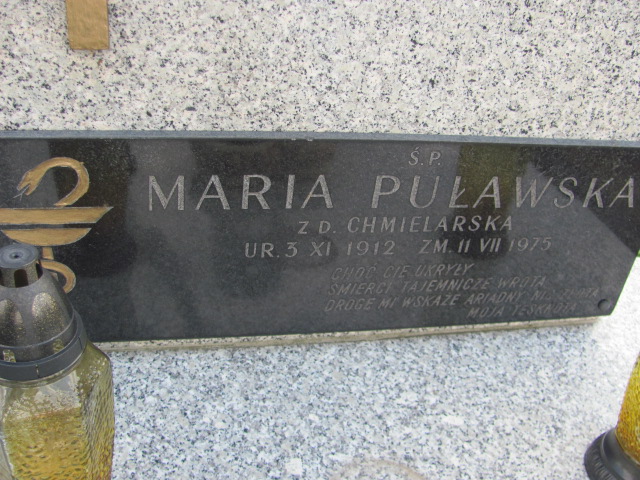 Ś.P.
MARIA PUŁAWSKA
Z D. CHMIELARSKA
UR. 3 XI 1912 ZM. 11 VII 1975
CHOĆ CIĘ UKRYŁY
ŚMIERCI TAJEMNICZE WROTA
DROGĘ MI WSKAŻE ARIADNY
MOJA